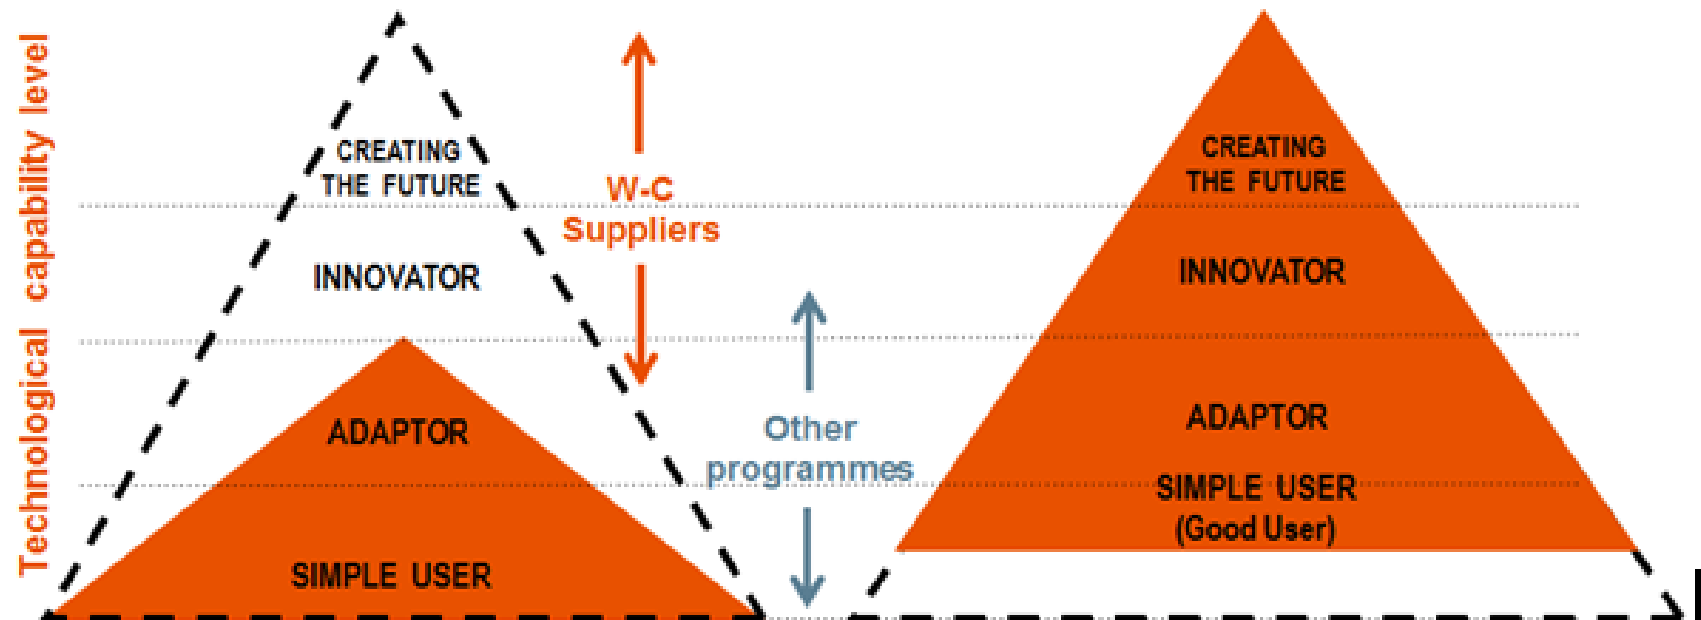 Technological capability level
CREATING
THE FUTURE
INNOVATOR
ADAPTOR
SIMPLE USER
W-C
Suppliers
Other
programmes
CREATING
THE FUTURE
INNOVATOR
ADAPTOR
SIMPLE USER
(Good User)